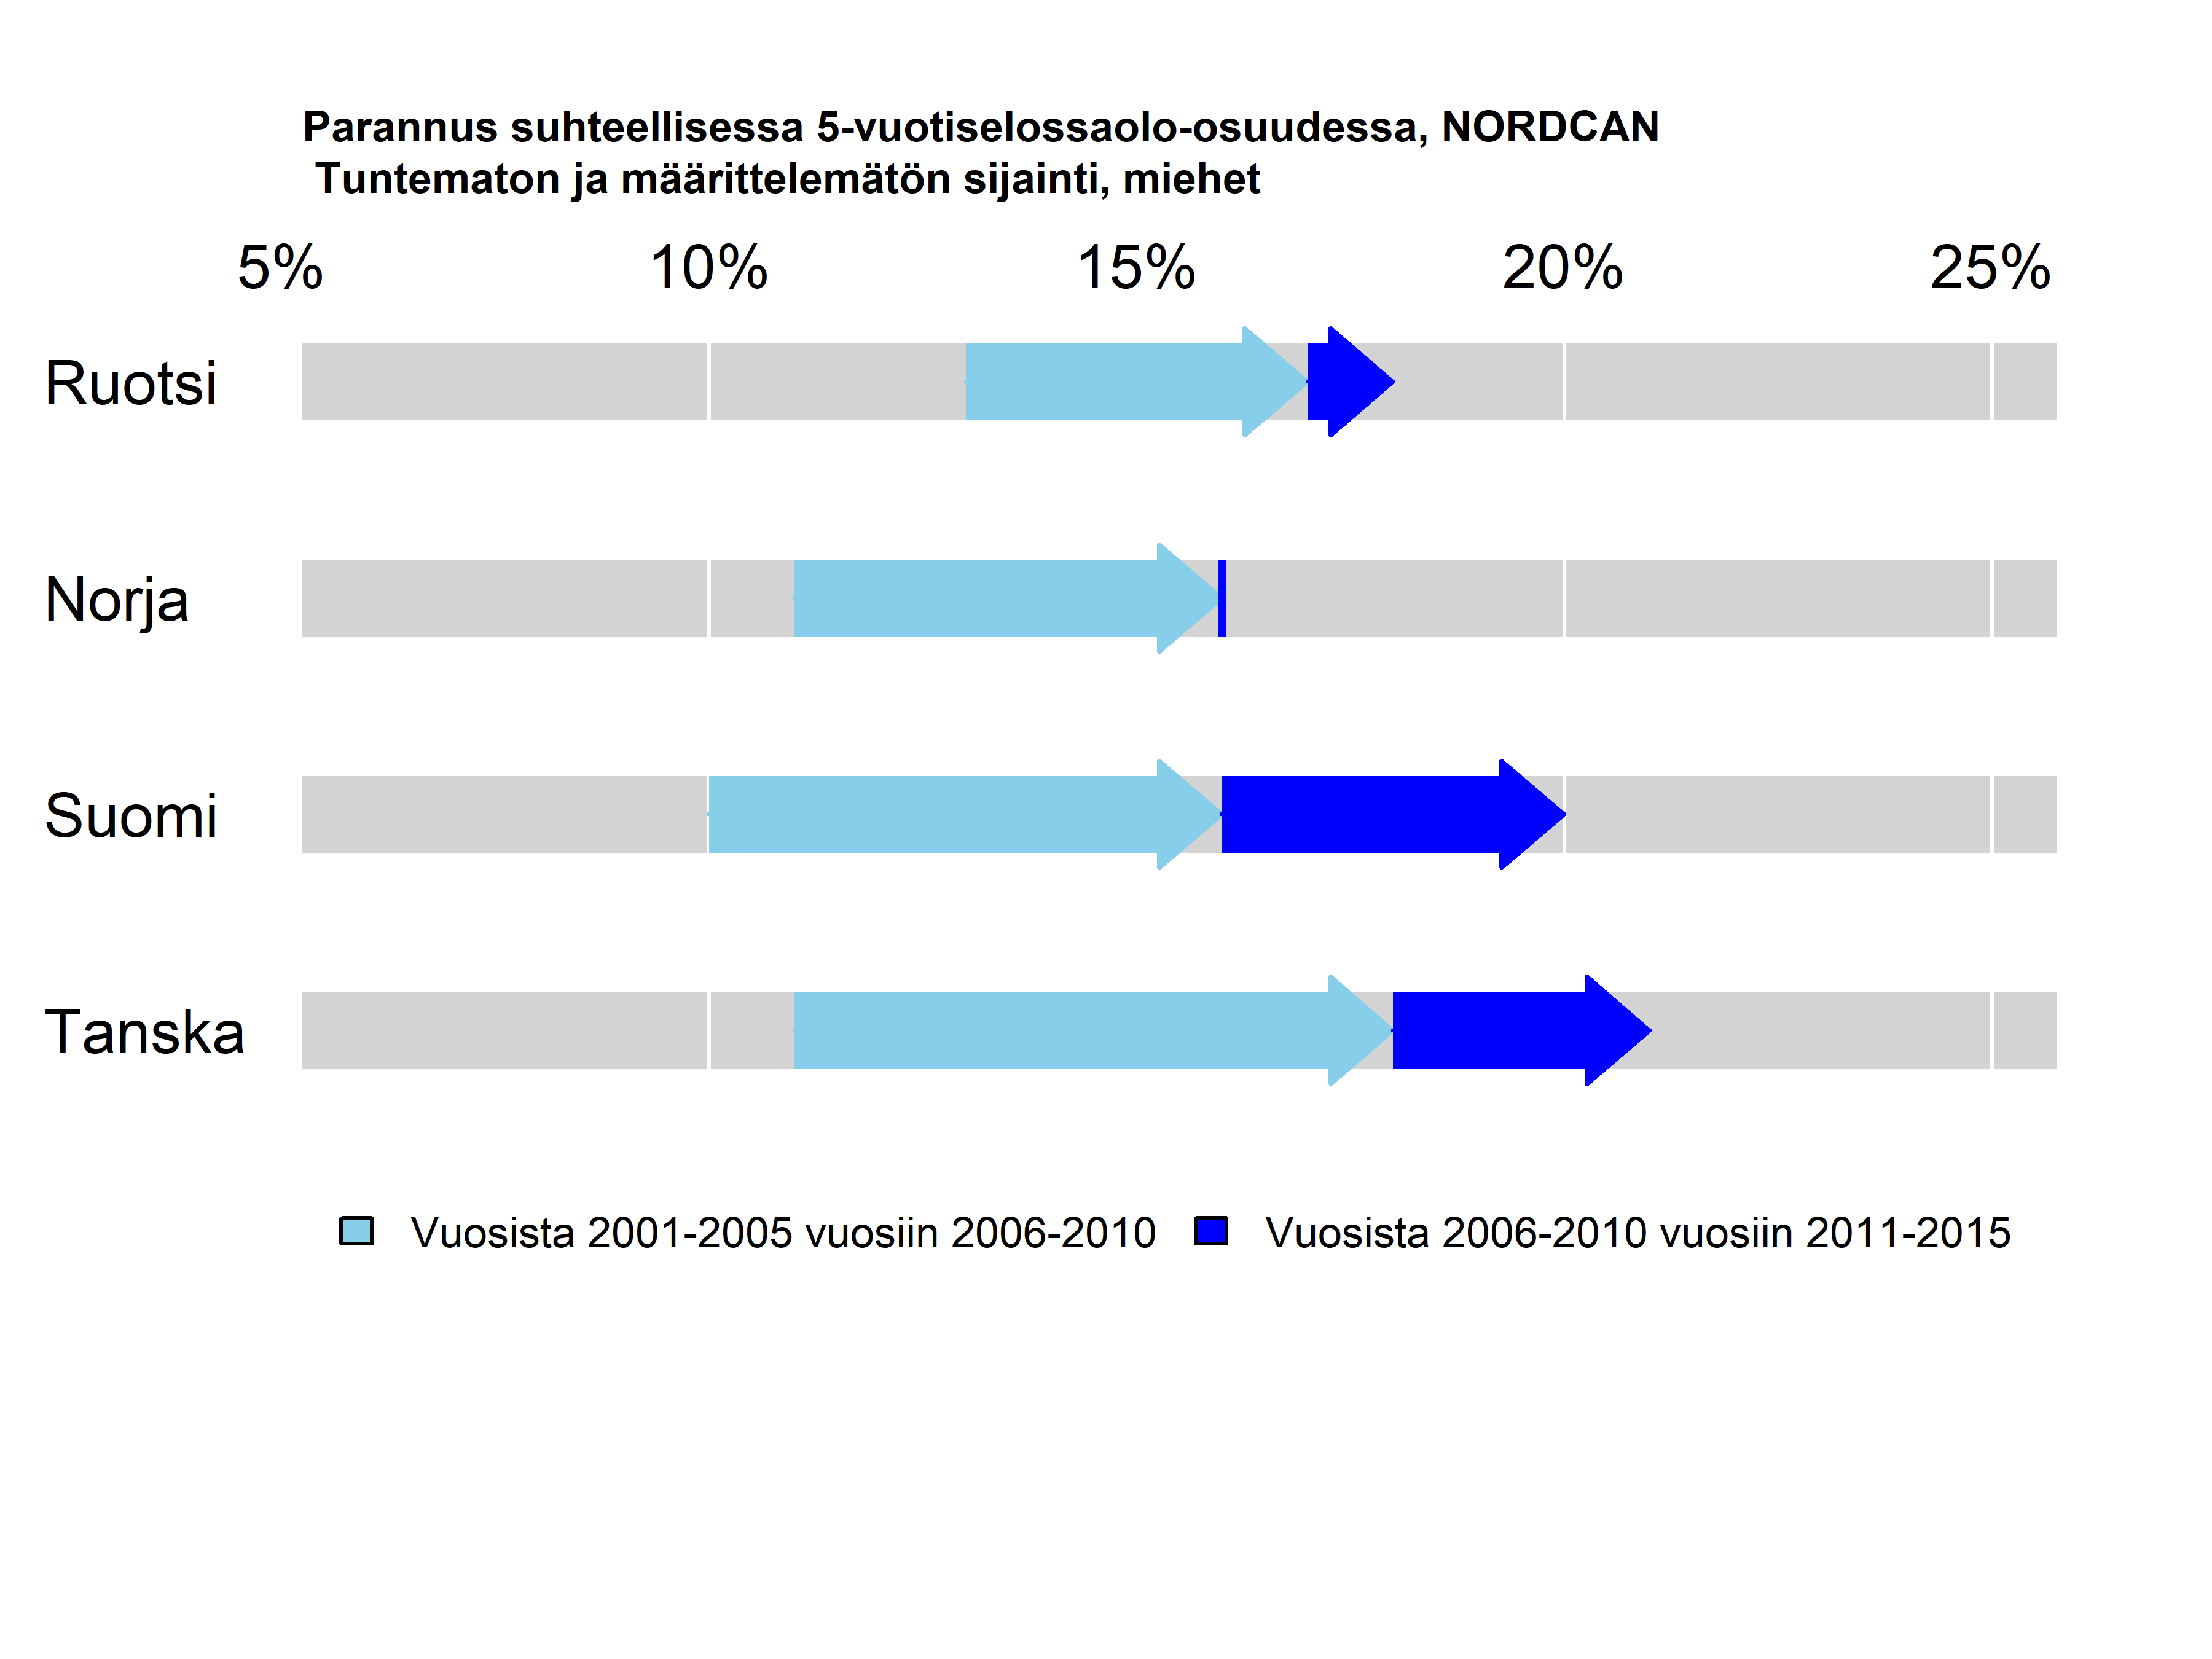 Parannus suhteellisessa 5-vuotiselossaolo-osuudessa, NORDCAN
Tuntematon ja määrittelemätön sijainti, miehet
5% 10% 15% 20% 25%
Ruotsi
Norja
Suomi
Tanska
Vuosista 2001-2005 vuosiin 2006-2010 Vuosista 2006-2010 vuosiin 2011-2015